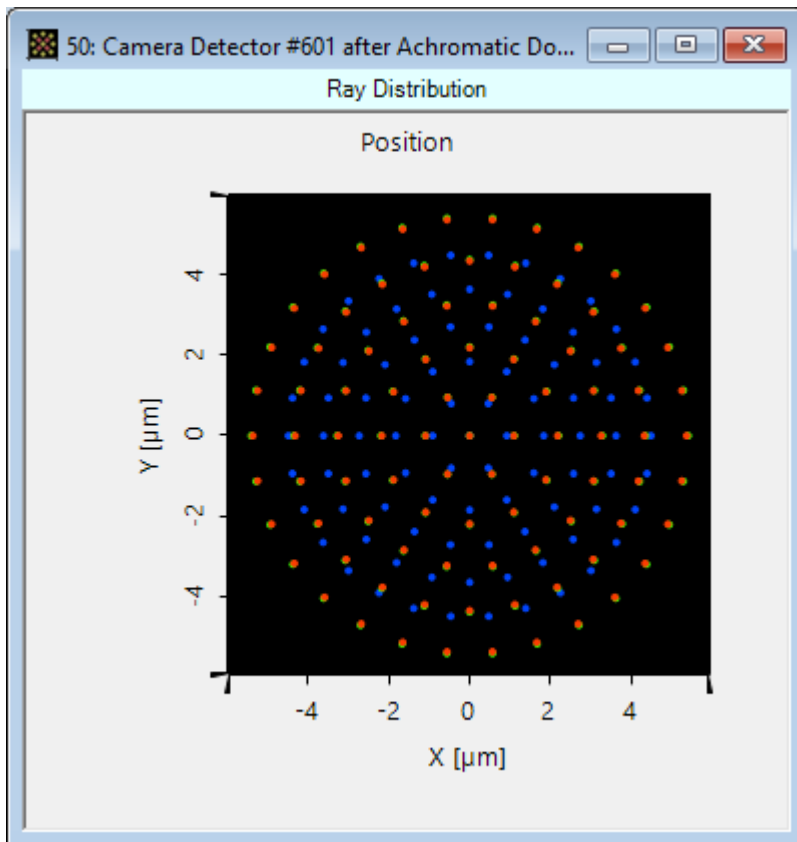 50: Camera Detector #601 after Achromatic Do...
Ray Distribution
Position
4
2
0
-2
-4
Y [µm]
-4
-2
0
2
4
X [µm]